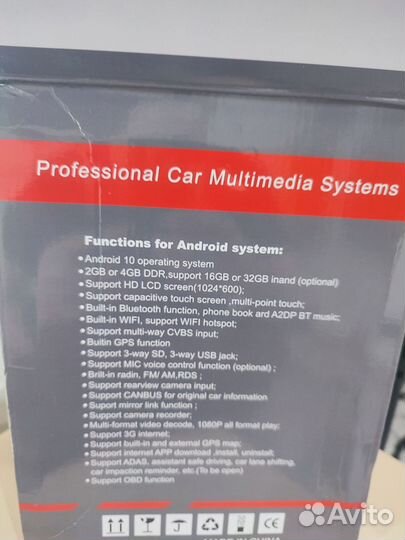 Professional Car Multimedia Systems
Functions for Android system:
• Android 10 operating system
• 2GB or 4GB DDR,support 16GB or 32GB inand (optional)
• Support HD LCD screen(1024*600);
• Support capacitive touch screen ,multi-point touch;
• Built-in Bluetooth function, phone book ard A2DP BT music;
• Built-in WIFI, support WIFI hotspot;
• Support multi-way CVBS input;
• Builtin GPS function
• Support 3-way SD, 3-way USB jack;
• Support MIC voice control function (optional) ;
• Brilt-in radin, FM/ AM,RDS ;
• Support rearview camera input;
• Support CANBUS for original car information
• Suport mirror link function ;
• Support camera recorder;
• Multi-format video decode, 1080P all format play;
• Support 3G internet;
• Support built-in and external GPS map;
• Support internet APP download ,install, uninstall;
• Support ADAS, assistant safe driving, car lane shifting,
car impaction reminder, etc.(To be open)
• Support OBD function
CE
MADE IN CHINA
Avito